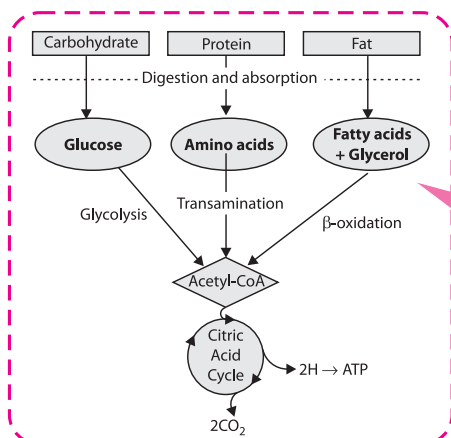 Carbohydrate
Protein
Fat
Digestion and absorption
Glucose
Amino acids
Fatty acids
+ Glycerol
Glycolysis
Transamination
β-oxidation
Acetyl-CoA
Citric
Acid
Cycle
2H → ATP
2CO₂